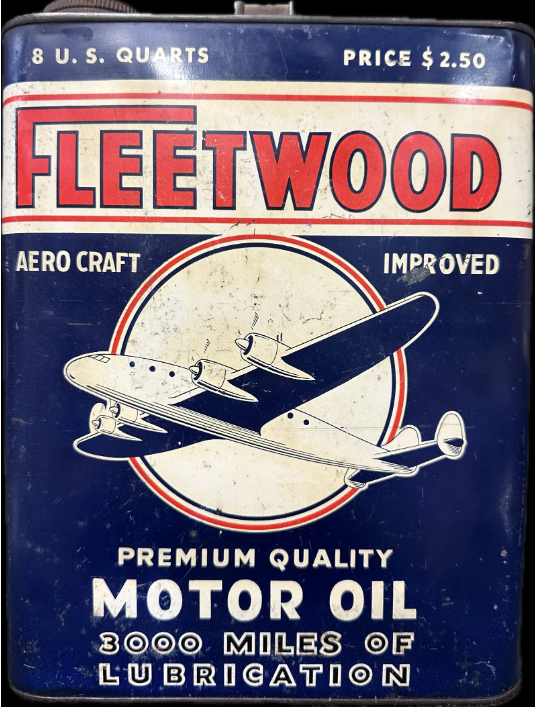 8 U. S. QUARTS PRICE $2.50
FLEETWOOD
AERO CRAFT IMPROVED
PREMIUM QUALITY
MOTOR OIL
3000 MILES OF
LUBRICATION